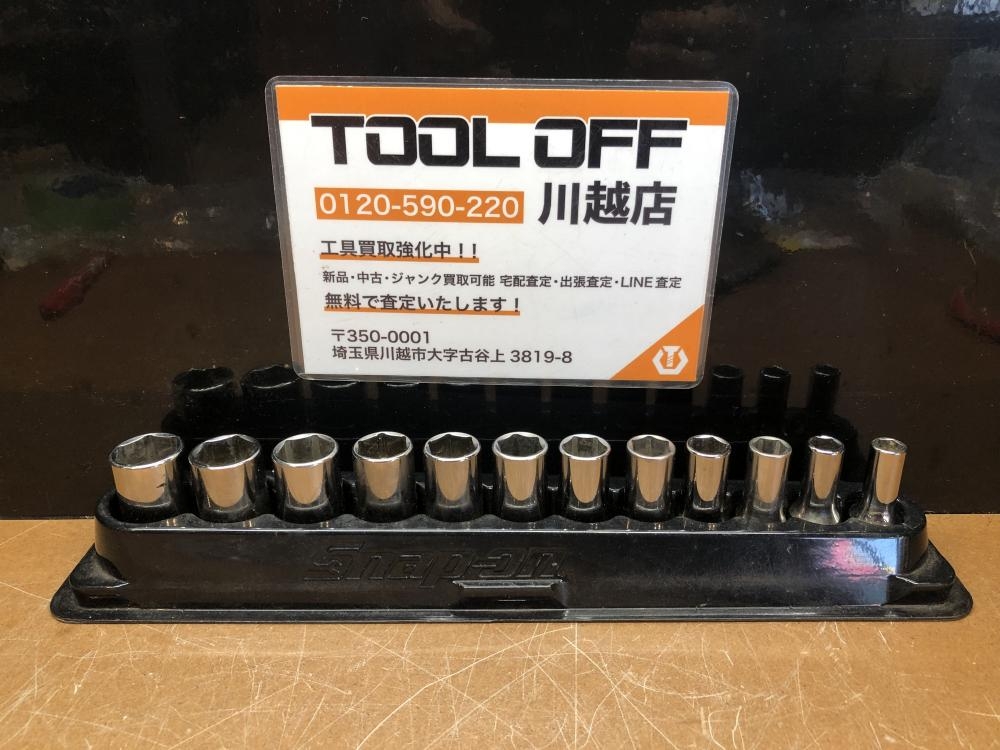 TOOL OFF
0120-590-220 川越店
工具買取強化中!!
新品・中古・ジャンク買取可能 宅配査定・出張査定・LINE査定
無料で査定いたします!
〒350-0001
埼玉県川越市大字古谷上 3819-8
Snap-on